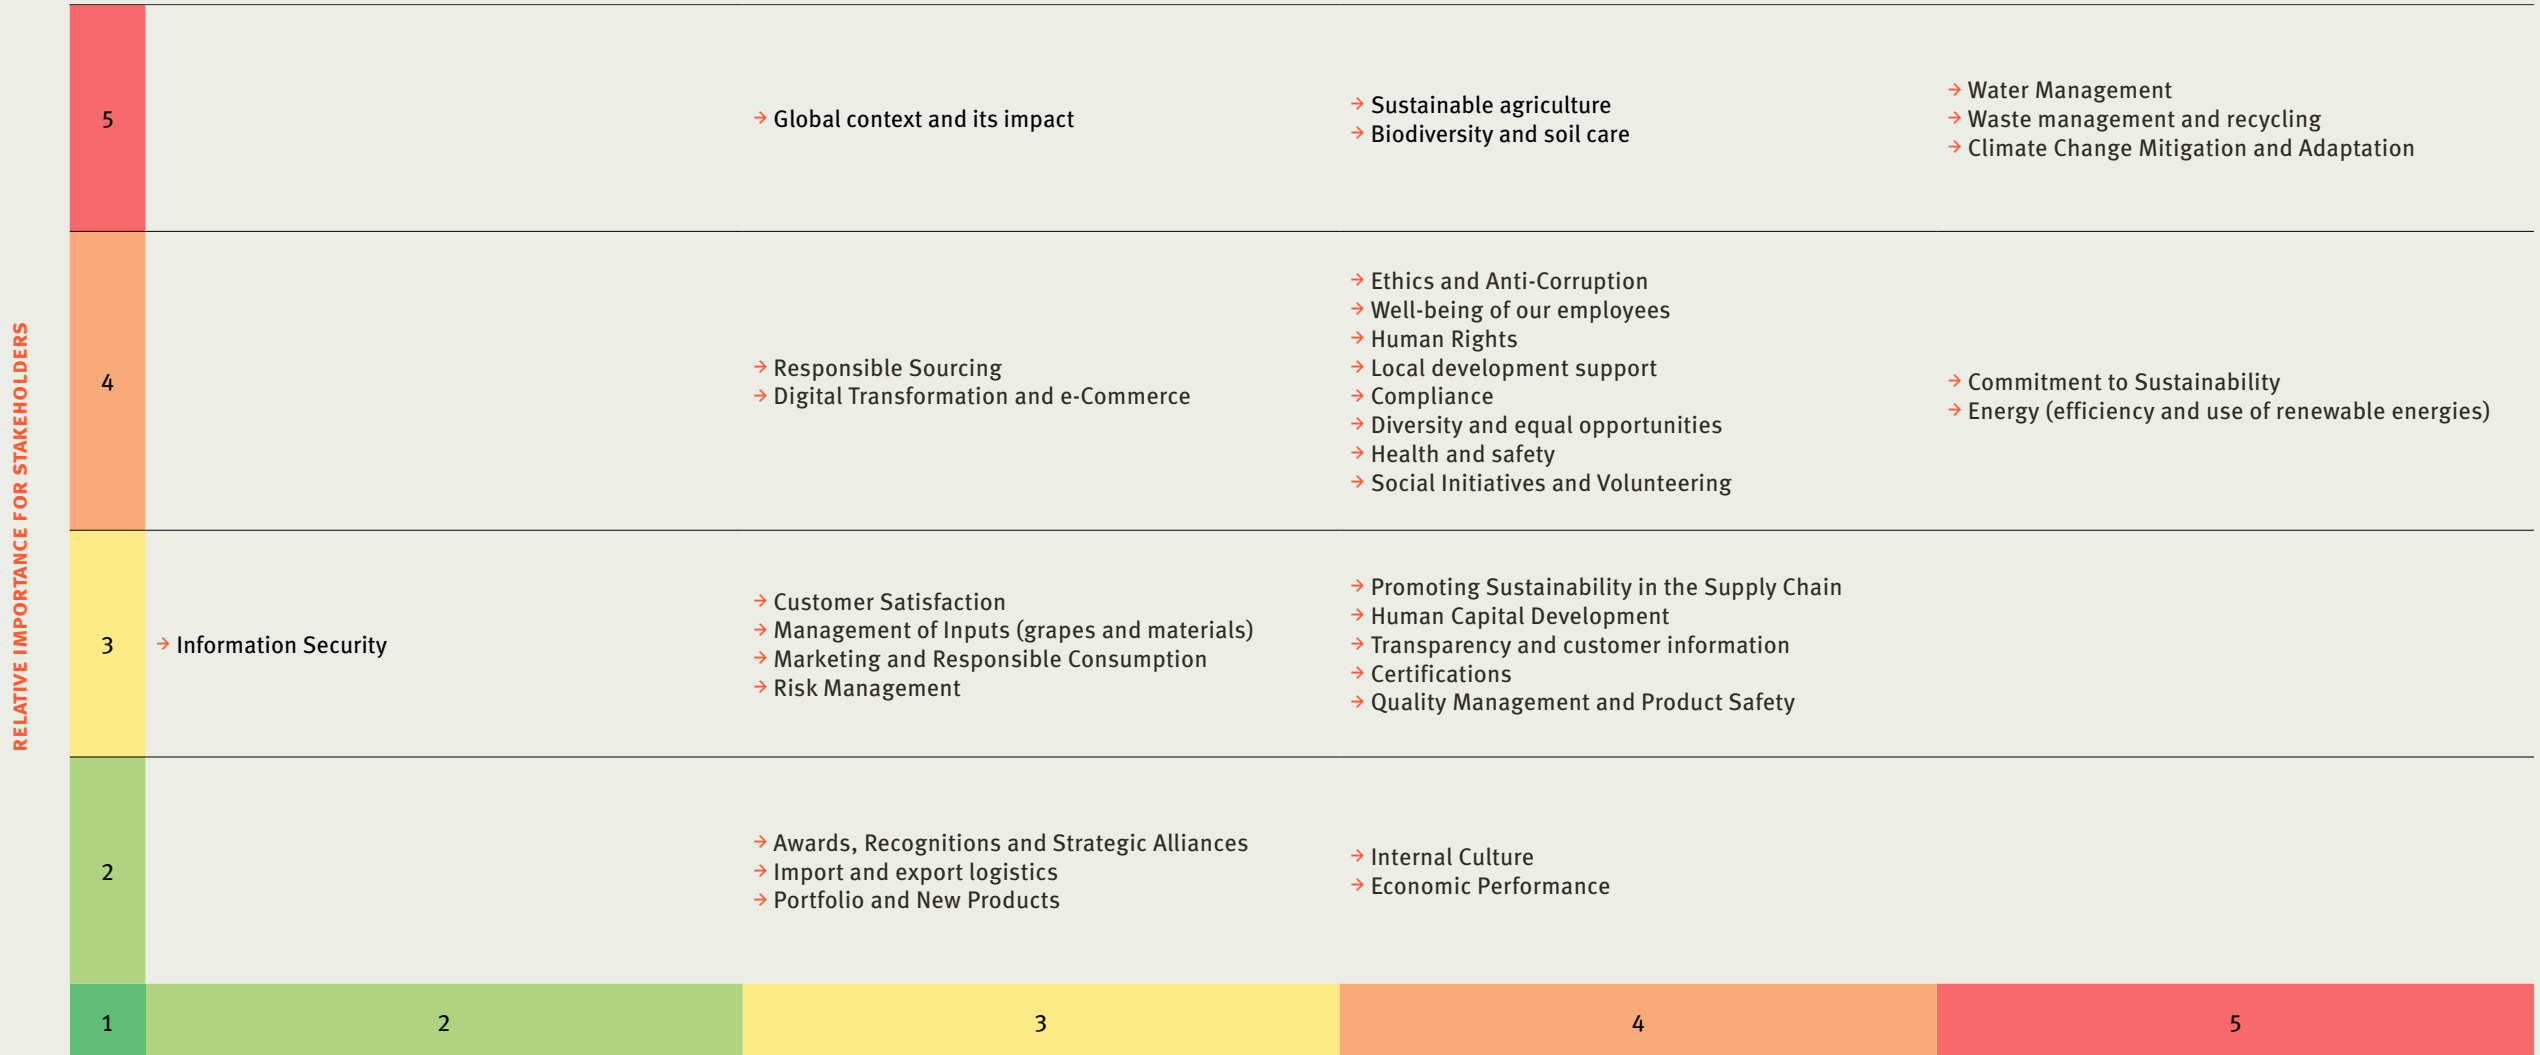 RELATIVE IMPORTANCE FOR STAKEHOLDERS
5
→ Global context and its impact
→ Sustainable agriculture
→ Biodiversity and soil care
→ Water Management
→ Waste management and recycling
→ Climate Change Mitigation and Adaptation
4
→ Responsible Sourcing
→ Digital Transformation and e-Commerce
→ Ethics and Anti-Corruption
→ Well-being of our employees
→ Human Rights
→ Local development support
→ Compliance
→ Diversity and equal opportunities
→ Health and safety
→ Social Initiatives and Volunteering
→ Commitment to Sustainability
→ Energy (efficiency and use of renewable energies)
3
→ Information Security
→ Customer Satisfaction
→ Management of Inputs (grapes and materials)
→ Marketing and Responsible Consumption
→ Risk Management
→ Promoting Sustainability in the Supply Chain
→ Human Capital Development
→ Transparency and customer information
→ Certifications
→ Quality Management and Product Safety
2
→ Awards, Recognitions and Strategic Alliances
→ Import and export logistics
→ Portfolio and New Products
→ Internal Culture
→ Economic Performance
1
2
3
4
5